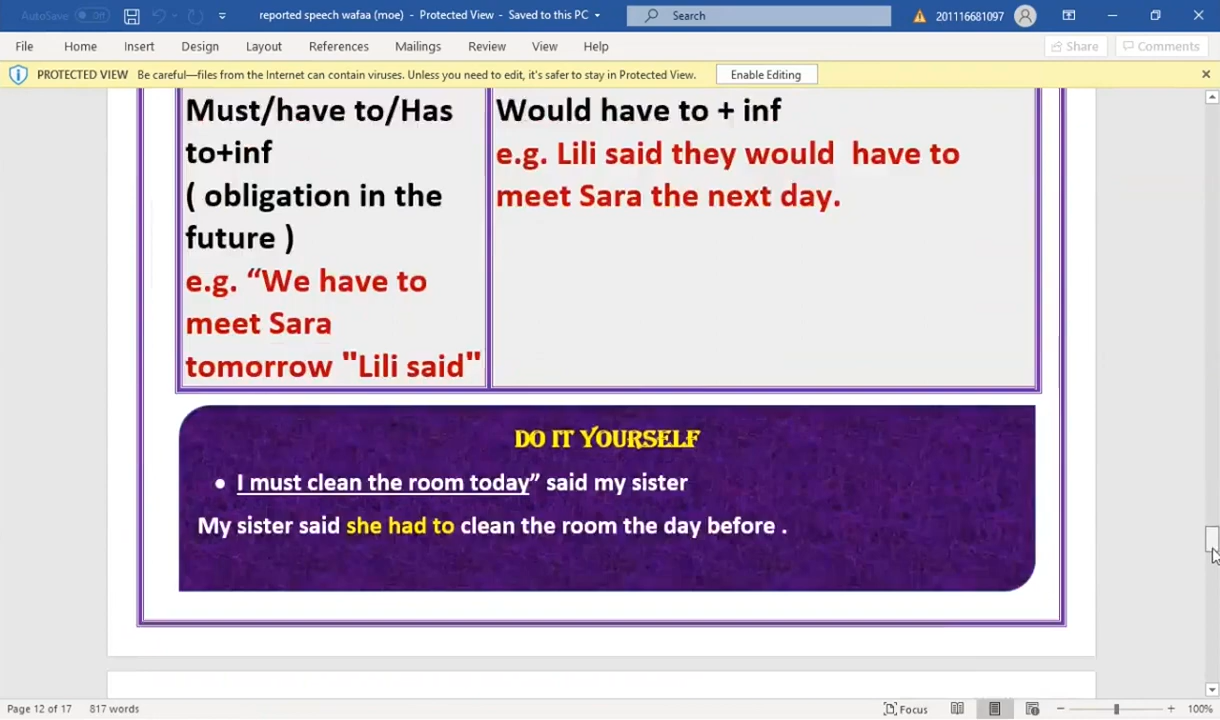 AutoSave Off
reported speech wafaa (moe) - Protected View - Saved to this PC
Search
201116681097
File Home Insert Design Layout References Mailings Review View Help
Share Comments
PROTECTED VIEW Be careful—files from the Internet can contain viruses. Unless you need to edit, it's safer to stay in Protected View. Enable Editing
Must/have to/Has
to+inf
( obligation in the
future )
e.g. “We have to
meet Sara
tomorrow "Lili said"
Would have to + inf
e.g. Lili said they would have to
meet Sara the next day.
DO IT YOURSELF
• I must clean the room today” said my sister
My sister said she had to clean the room the day before .
Page 12 of 17 817 words
Focus
100%